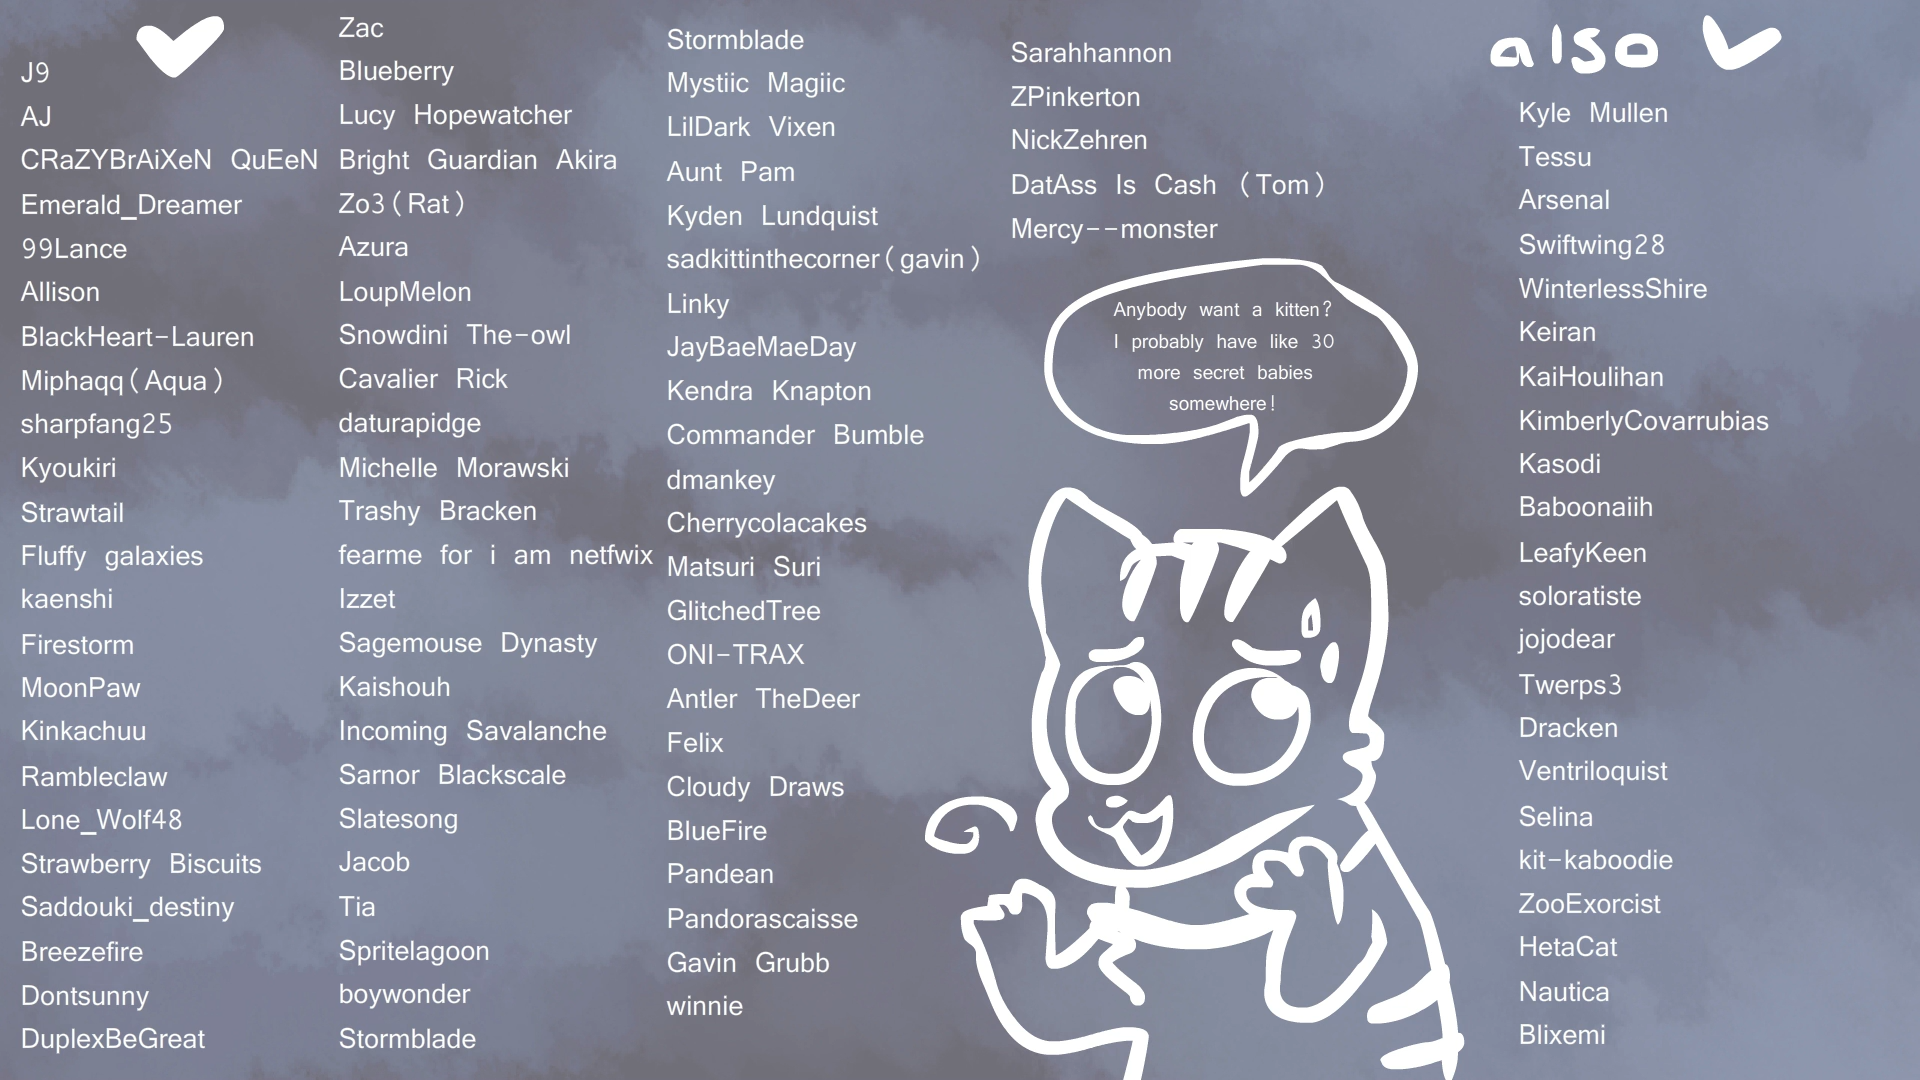 J9
AJ
CRaZYBrAiXeN QuEeN
Emerald_Dreamer
99Lance
Allison
BlackHeart-Lauren
Miphaqq(Aqua)
sharpfang25
Kyoukiri
Strawtail
Fluffy galaxies
kaenshi
Firestorm
MoonPaw
Kinkachuu
Rambleclaw
Lone_Wolf48
Strawberry Biscuits
Saddouki_destiny
Breezefire
Dontsunny
DuplexBeGreat
Zac
Blueberry
Lucy Hopewatcher
Bright Guardian Akira
Zo3(Rat)
Azura
LoupMelon
Snowdini The-owl
Cavalier Rick
daturapidge
Michelle Morawski
Trashy Bracken
fearme for i am netfwix
Izzet
Sagemouse Dynasty
Kaishouh
Incoming Savalanche
Sarnor Blackscale
Slatesong
Jacob
Tia
Spritelagoon
boywonder
Stormblade
Stormblade
Mystiic Magiic
LilDark Vixen
Aunt Pam
Kyden Lundquist
sadkittinthecorner(gavin)
Linky
JayBaeMaeDay
Kendra Knapton
Commander Bumble
dmankey
Cherrycolacakes
Matsuri Suri
GlitchedTree
ONI-TRAX
Antler TheDeer
Felix
Cloudy Draws
BlueFire
Pandean
Pandorascaisse
Gavin Grubb
winnie
Sarahhannon
ZPinkerton
NickZehren
DatAss Is Cash (Tom)
Mercy--monster
Anybody want a kitten?
I probably have like 30
more secret babies
somewhere!
also
Kyle Mullen
Tessu
Arsenal
Swiftwing28
WinterlessShire
Keiran
KaiHoulihan
KimberlyCovarrubias
Kasodi
Baboonaiih
LeafyKeen
soloratiste
jojodear
Twerps3
Dracken
Ventriloquist
Selina
kit-kaboodie
ZooExorcist
HetaCat
Nautica
Blixemi